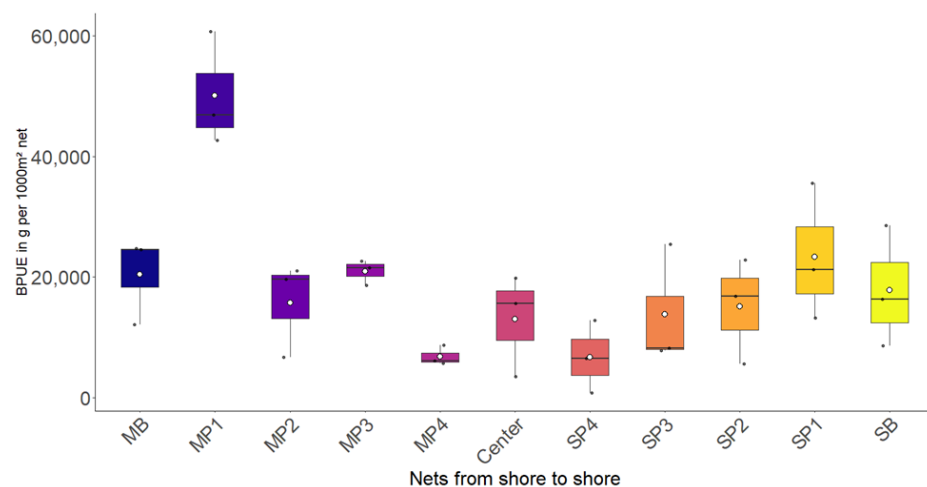 60,000
40,000
20,000
0
BPUE in g per 1000m² net
MB
MP1
MP2
MP3
MP4
Center
SP4
SP3
SP2
SP1
SB
Nets from shore to shore